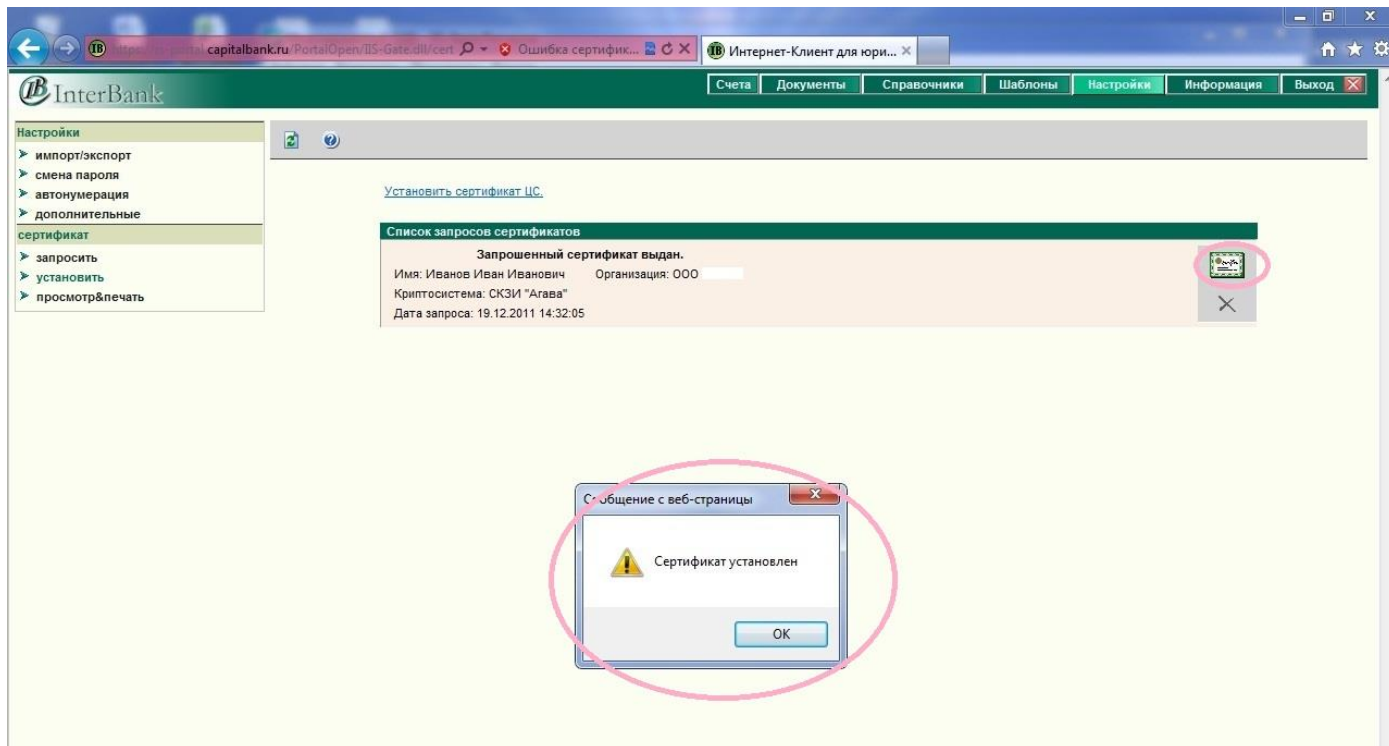 capitalbank.ru/PortalOpen/IIS-Gate.dll/cert
Ошибка сертифик...
Интернет-Клиент для юри...
InterBank
Счета Документы Справочники Шаблоны Настройки Информация Выход
Настройки
импорт/экспорт
смена пароля
автонумерация
дополнительные
сертификат
запросить
установить
просмотр&печать
Установить сертификат ЦС.
Список запросов сертификатов
Запрошенный сертификат выдан.
Имя: Иванов Иван Иванович Организация: ООО
Криптосистема: СКЗИ "Агава"
Дата запроса: 19.12.2011 14:32:05
Сообщение с веб-страницы
Сертификат установлен
OK